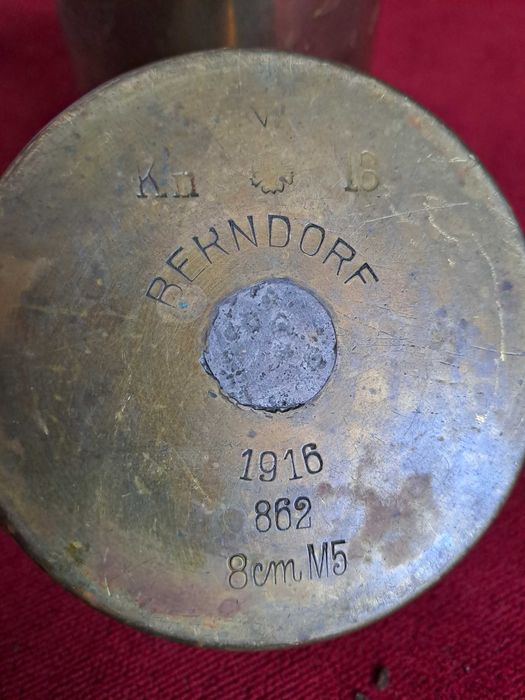 V
Kn 18
BERNDORF
1916
862
8cm M5